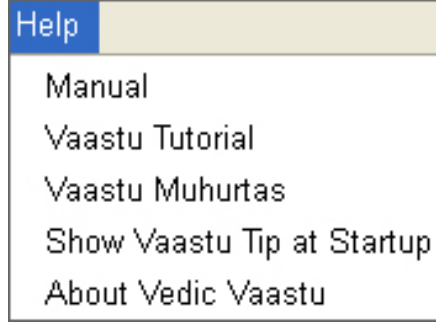 Help
Manual
Vaastu Tutorial
Vaastu Muhurtas
Show Vaastu Tip at Startup
About Vedic Vaastu